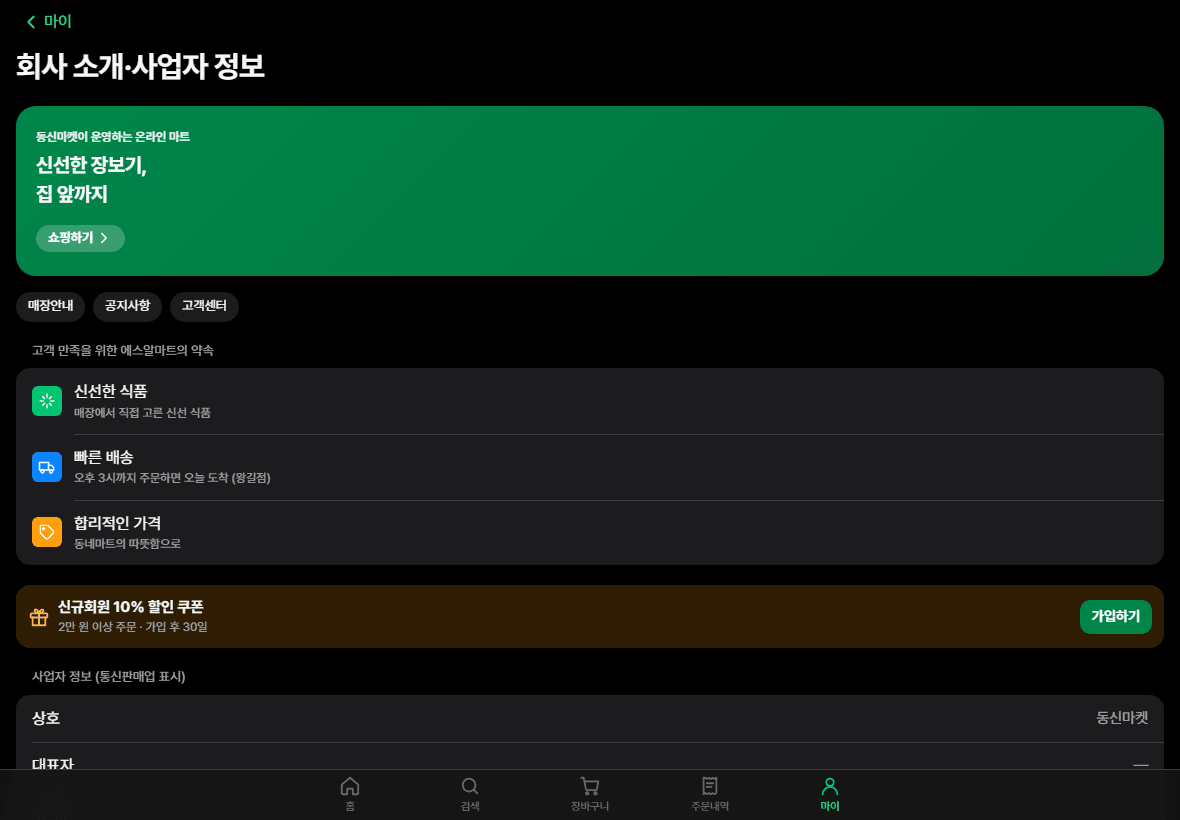 마이
회사 소개·사업자 정보
동신마켓이 운영하는 온라인 마트
신선한 장보기,
집 앞까지
쇼핑하기
매장안내 공지사항 고객센터
고객 만족을 위한 에스알마트의 약속
신선한 식품
매장에서 직접 고른 신선 식품
빠른 배송
오후 3시까지 주문하면 오늘 도착 (왕길점)
합리적인 가격
동네마트의 따뜻함으로
신규회원 10% 할인 쿠폰
2만 원 이상 주문 · 가입 후 30일
가입하기
사업자 정보 (통신판매업 표시)
상호 동신마켓
대표자 —
홈 검색 장바구니 주문내역 마이